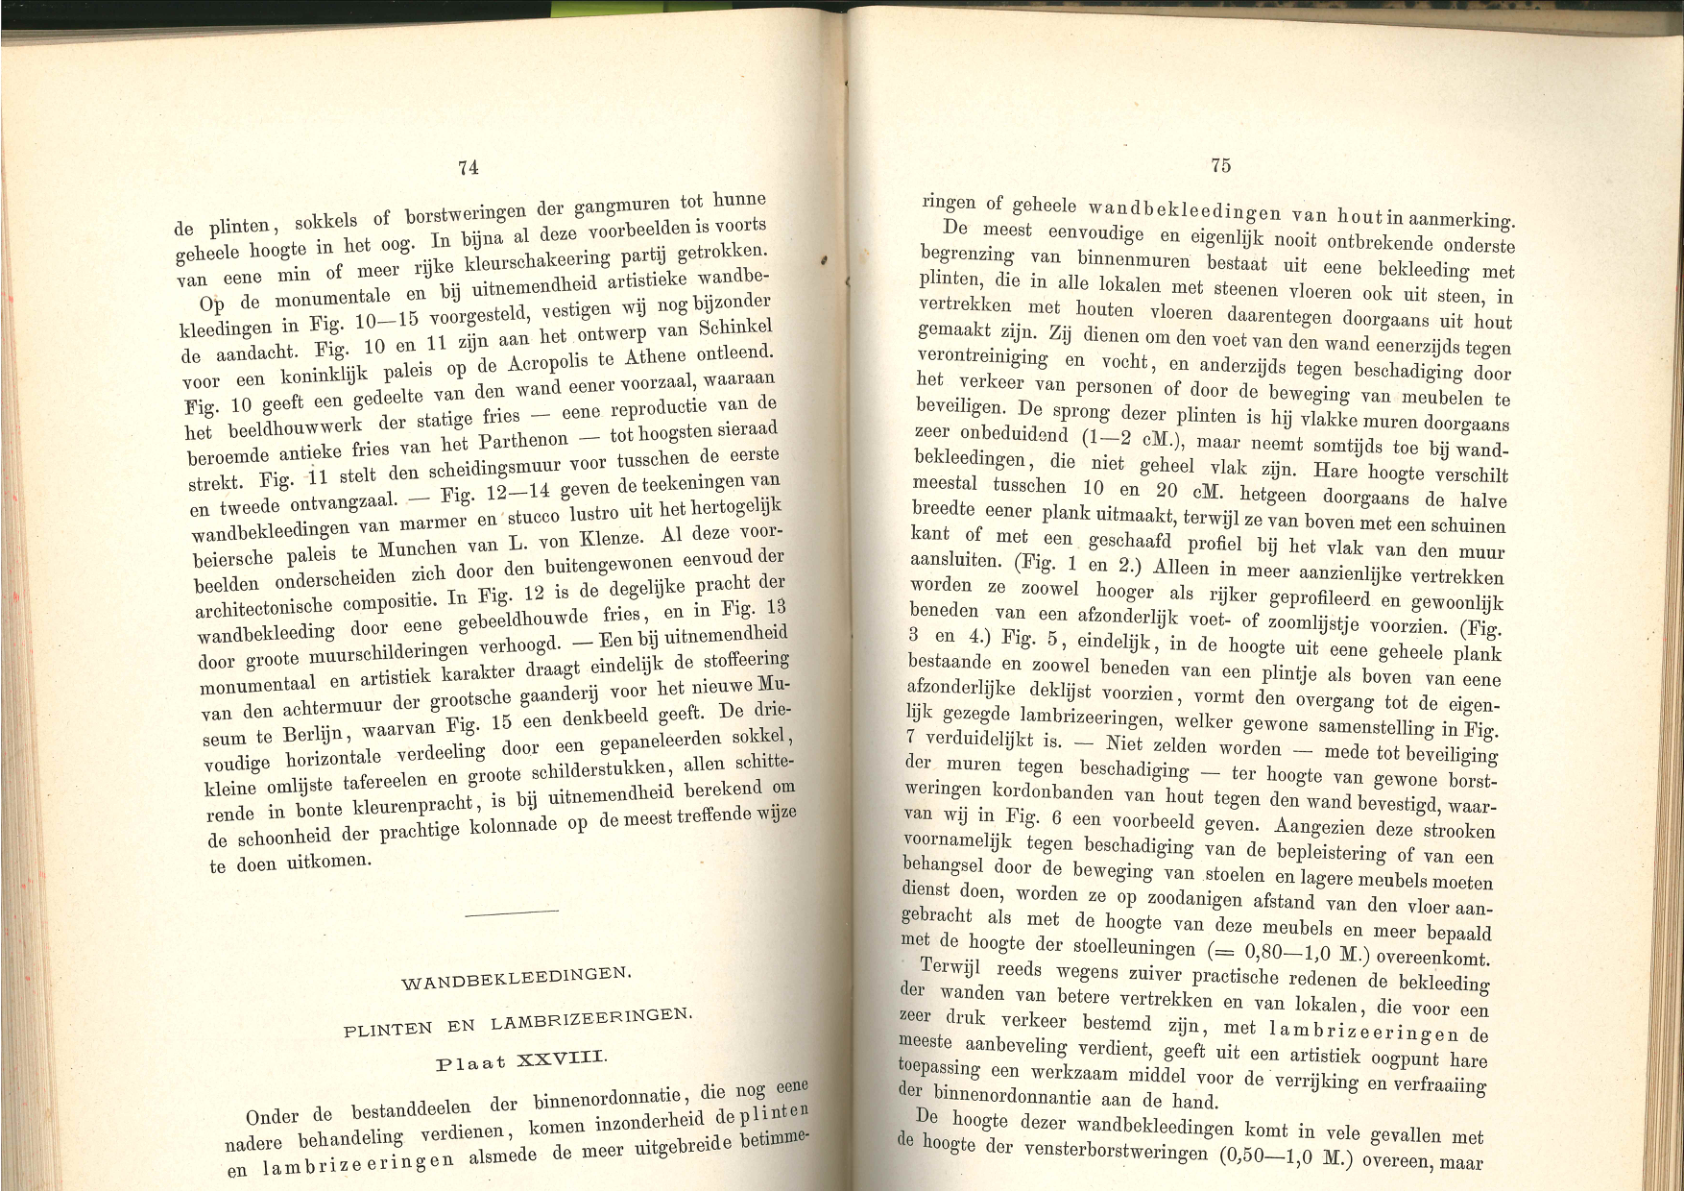 74
de plinten, sokkels of borstweringen der gangmuren tot hunne
geheele hoogte in het oog. In bijna al deze voorbeelden is voorts
van eene min of meer rijke kleurschakeering partij getrokken.
Op de monumentale en bij uitnemendheid artistieke wandbe-
kleedingen in Fig. 10—15 voorgesteld, vestigen wij nog bijzonder
de aandacht. Fig. 10 en 11 zijn aan het ontwerp van Schinkel
voor een koninklijk paleis op de Acropolis te Athene ontleend.
Fig. 10 geeft een gedeelte van den wand eener voorzaal, waaraan
het beeldhouwwerk der statige fries — eene reproductie van de
beroemde antieke fries van het Parthenon — tot hoogsten sieraad
strekt. Fig. 11 stelt den scheidingsmuur voor tusschen de eerste
en tweede ontvangzaal. — Fig. 12—14 geven de teekeningen van
wandbekleedingen van marmer en stucco lustro uit het hertogelijk
beiersche paleis te Munchen van L. von Klenze. Al deze voor-
beelden onderscheiden zich door den buitengewonen eenvoud der
architectonische compositie. In Fig. 12 is de degelijke pracht der
wandbekleeding door eene gebeeldhouwde fries, en in Fig. 13
door groote muurschilderingen verhoogd. — Een bij uitnemendheid
monumentaal en artistiek karakter draagt eindelijk de stoffeering
van den achtermuur der grootsche gaanderij voor het nieuwe Mu-
seum te Berlijn, waarvan Fig. 15 een denkbeeld geeft. De drie-
voudige horizontale verdeeling door een gepaneleerden sokkel,
kleine omlijste tafereelen en groote schilderstukken, allen schitte-
rende in bonte kleurenpracht, is bij uitnemendheid berekend om
de schoonheid der prachtige kolonnade op de meest treffende wijze
te doen uitkomen.
WANDBEKLEEDINGEN.
PLINTEN EN LAMBRIZEERINGEN.
Plaat XXVIII.
Onder de bestanddeelen der binnenordonnatie, die nog eene
nadere behandeling verdienen, komen inzonderheid de plinten
en lambrizeeringen alsmede de meer uitgebreide betimme-
75
ringen of geheele wandbekleedingen van hout in aanmerking.
De meest eenvoudige en eigenlijk nooit ontbrekende onderste
begrenzing van binnenmuren bestaat uit eene bekleeding met
plinten, die in alle lokalen met steenen vloeren ook uit steen, in
vertrekken met houten vloeren daarentegen doorgaans uit hout
gemaakt zijn. Zij dienen om den voet van den wand eenerzijds tegen
verontreiniging en vocht, en anderzijds tegen beschadiging door
het verkeer van personen of door de beweging van meubelen te
beveiligen. De sprong dezer plinten is hij vlakke muren doorgaans
zeer onbeduidend (1—2 cM.), maar neemt somtijds toe bij wand-
bekleedingen, die niet geheel vlak zijn. Hare hoogte verschilt
meestal tusschen 10 en 20 cM. hetgeen doorgaans de halve
breedte eener plank uitmaakt, terwijl ze van boven met een schuinen
kant of met een geschaafd profiel bij het vlak van den muur
aansluiten. (Fig. 1 en 2.) Alleen in meer aanzienlijke vertrekken
worden ze zoowel hooger als rijker geprofileerd en gewoonlijk
beneden van een afzonderlijk voet- of zoomlijstje voorzien. (Fig.
3 en 4.) Fig. 5, eindelijk, in de hoogte uit eene geheele plank
bestaande en zoowel beneden van een plintje als boven van eene
afzonderlijke deklijst voorzien, vormt den overgang tot de eigen-
lijk gezegde lambrizeeringen, welker gewone samenstelling in Fig.
7 verduidelijkt is. — Niet zelden worden — mede tot beveiliging
der muren tegen beschadiging — ter hoogte van gewone borst-
weringen kordonbanden van hout tegen den wand bevestigd, waar-
van wij in Fig. 6 een voorbeeld geven. Aangezien deze strooken
voornamelijk tegen beschadiging van de bepleistering of van een
behangsel door de beweging van stoelen en lagere meubels moeten
dienst doen, worden ze op zoodanigen afstand van den vloer aan-
gebracht als met de hoogte van deze meubels en meer bepaald
met de hoogte der stoelleuningen (= 0,80—1,0 M.) overeenkomt.
Terwijl reeds wegens zuiver practische redenen de bekleeding
der wanden van betere vertrekken en van lokalen, die voor een
zeer druk verkeer bestemd zijn, met lambrizeeringen de
meeste aanbeveling verdient, geeft uit een artistiek oogpunt hare
toepassing een werkzaam middel voor de verrijking en verfraaiing
der binnenordonnantie aan de hand.
De hoogte dezer wandbekleedingen komt in vele gevallen met
de hoogte der vensterborstweringen (0,50—1,0 M.) overeen, maar